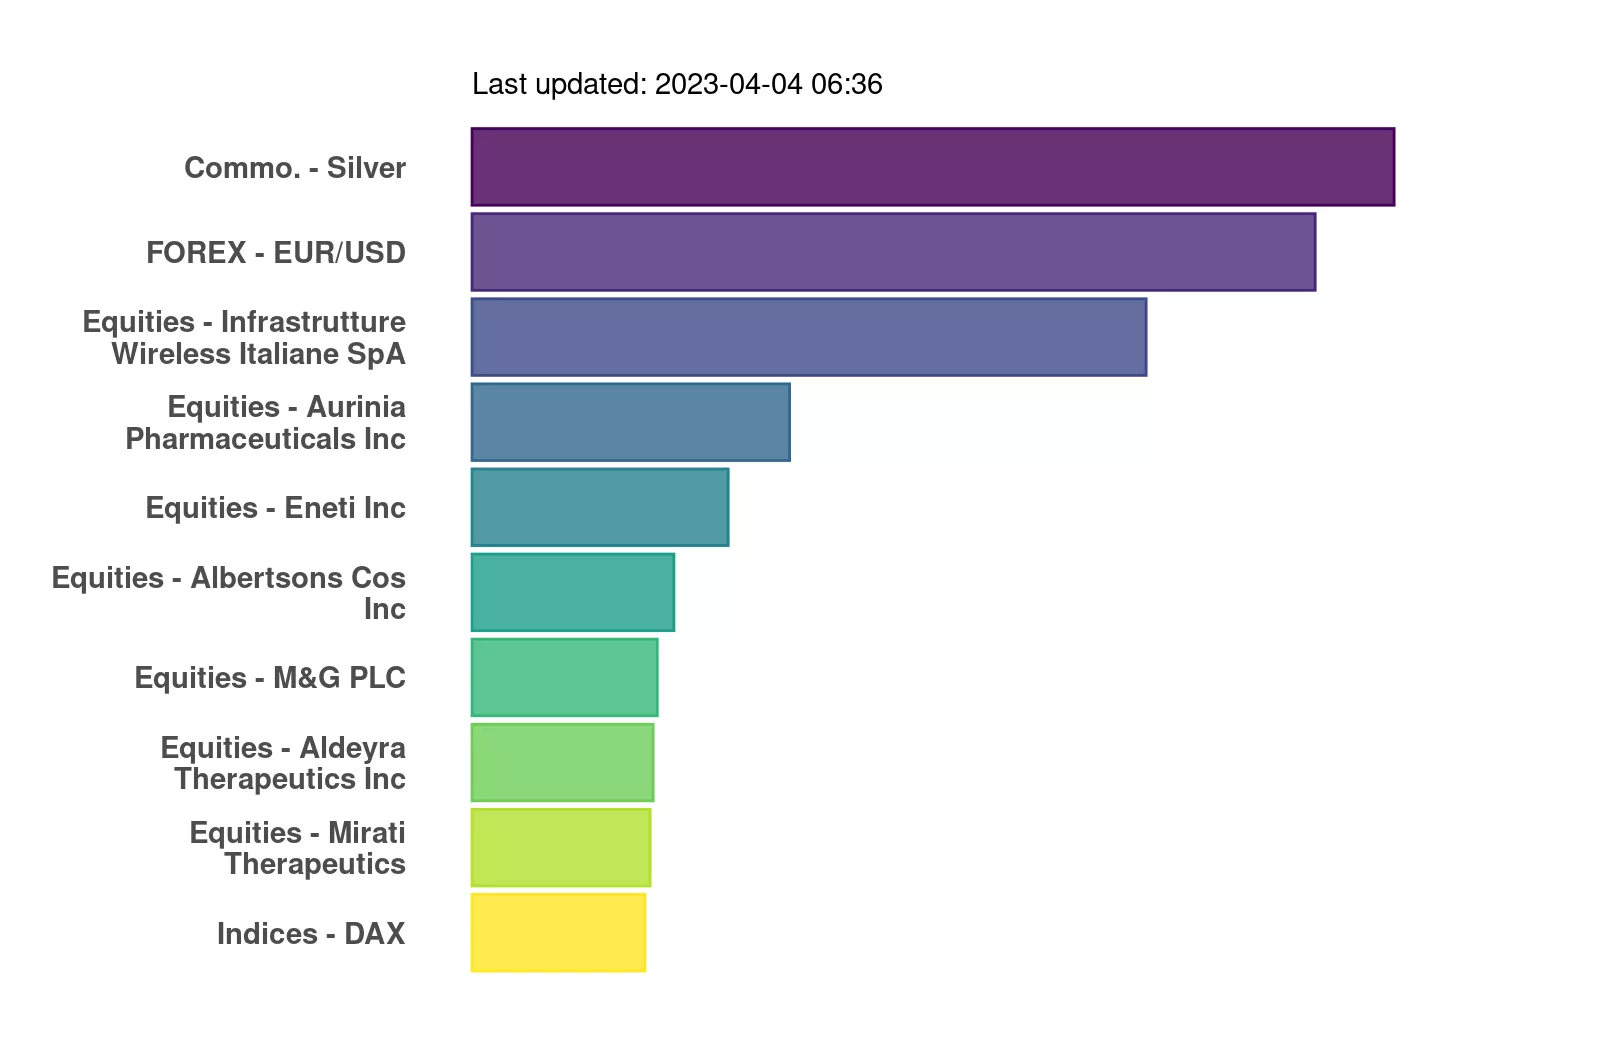 Last updated: 2023-04-04 06:36
Commo. - Silver
FOREX - EUR/USD
Equities - Infrastrutture
Wireless Italiane SpA
Equities - Aurinia
Pharmaceuticals Inc
Equities - Eneti Inc
Equities - Albertsons Cos
Inc
Equities - M&G PLC
Equities - Aldeyra
Therapeutics Inc
Equities - Mirati
Therapeutics
Indices - DAX